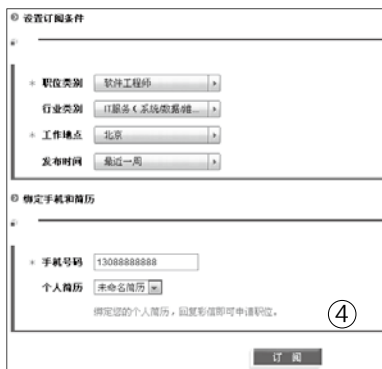 设置订阅条件
* 职位类别 软件工程师
行业类别 IT服务(系统/数据/维...
* 工作地点 北京
发布时间 最近一周
绑定手机和简历
* 手机号码 13088888888
个人简历 未命名简历
绑定您的个人简历，回复彩信即可申请职位。
④
订 阅